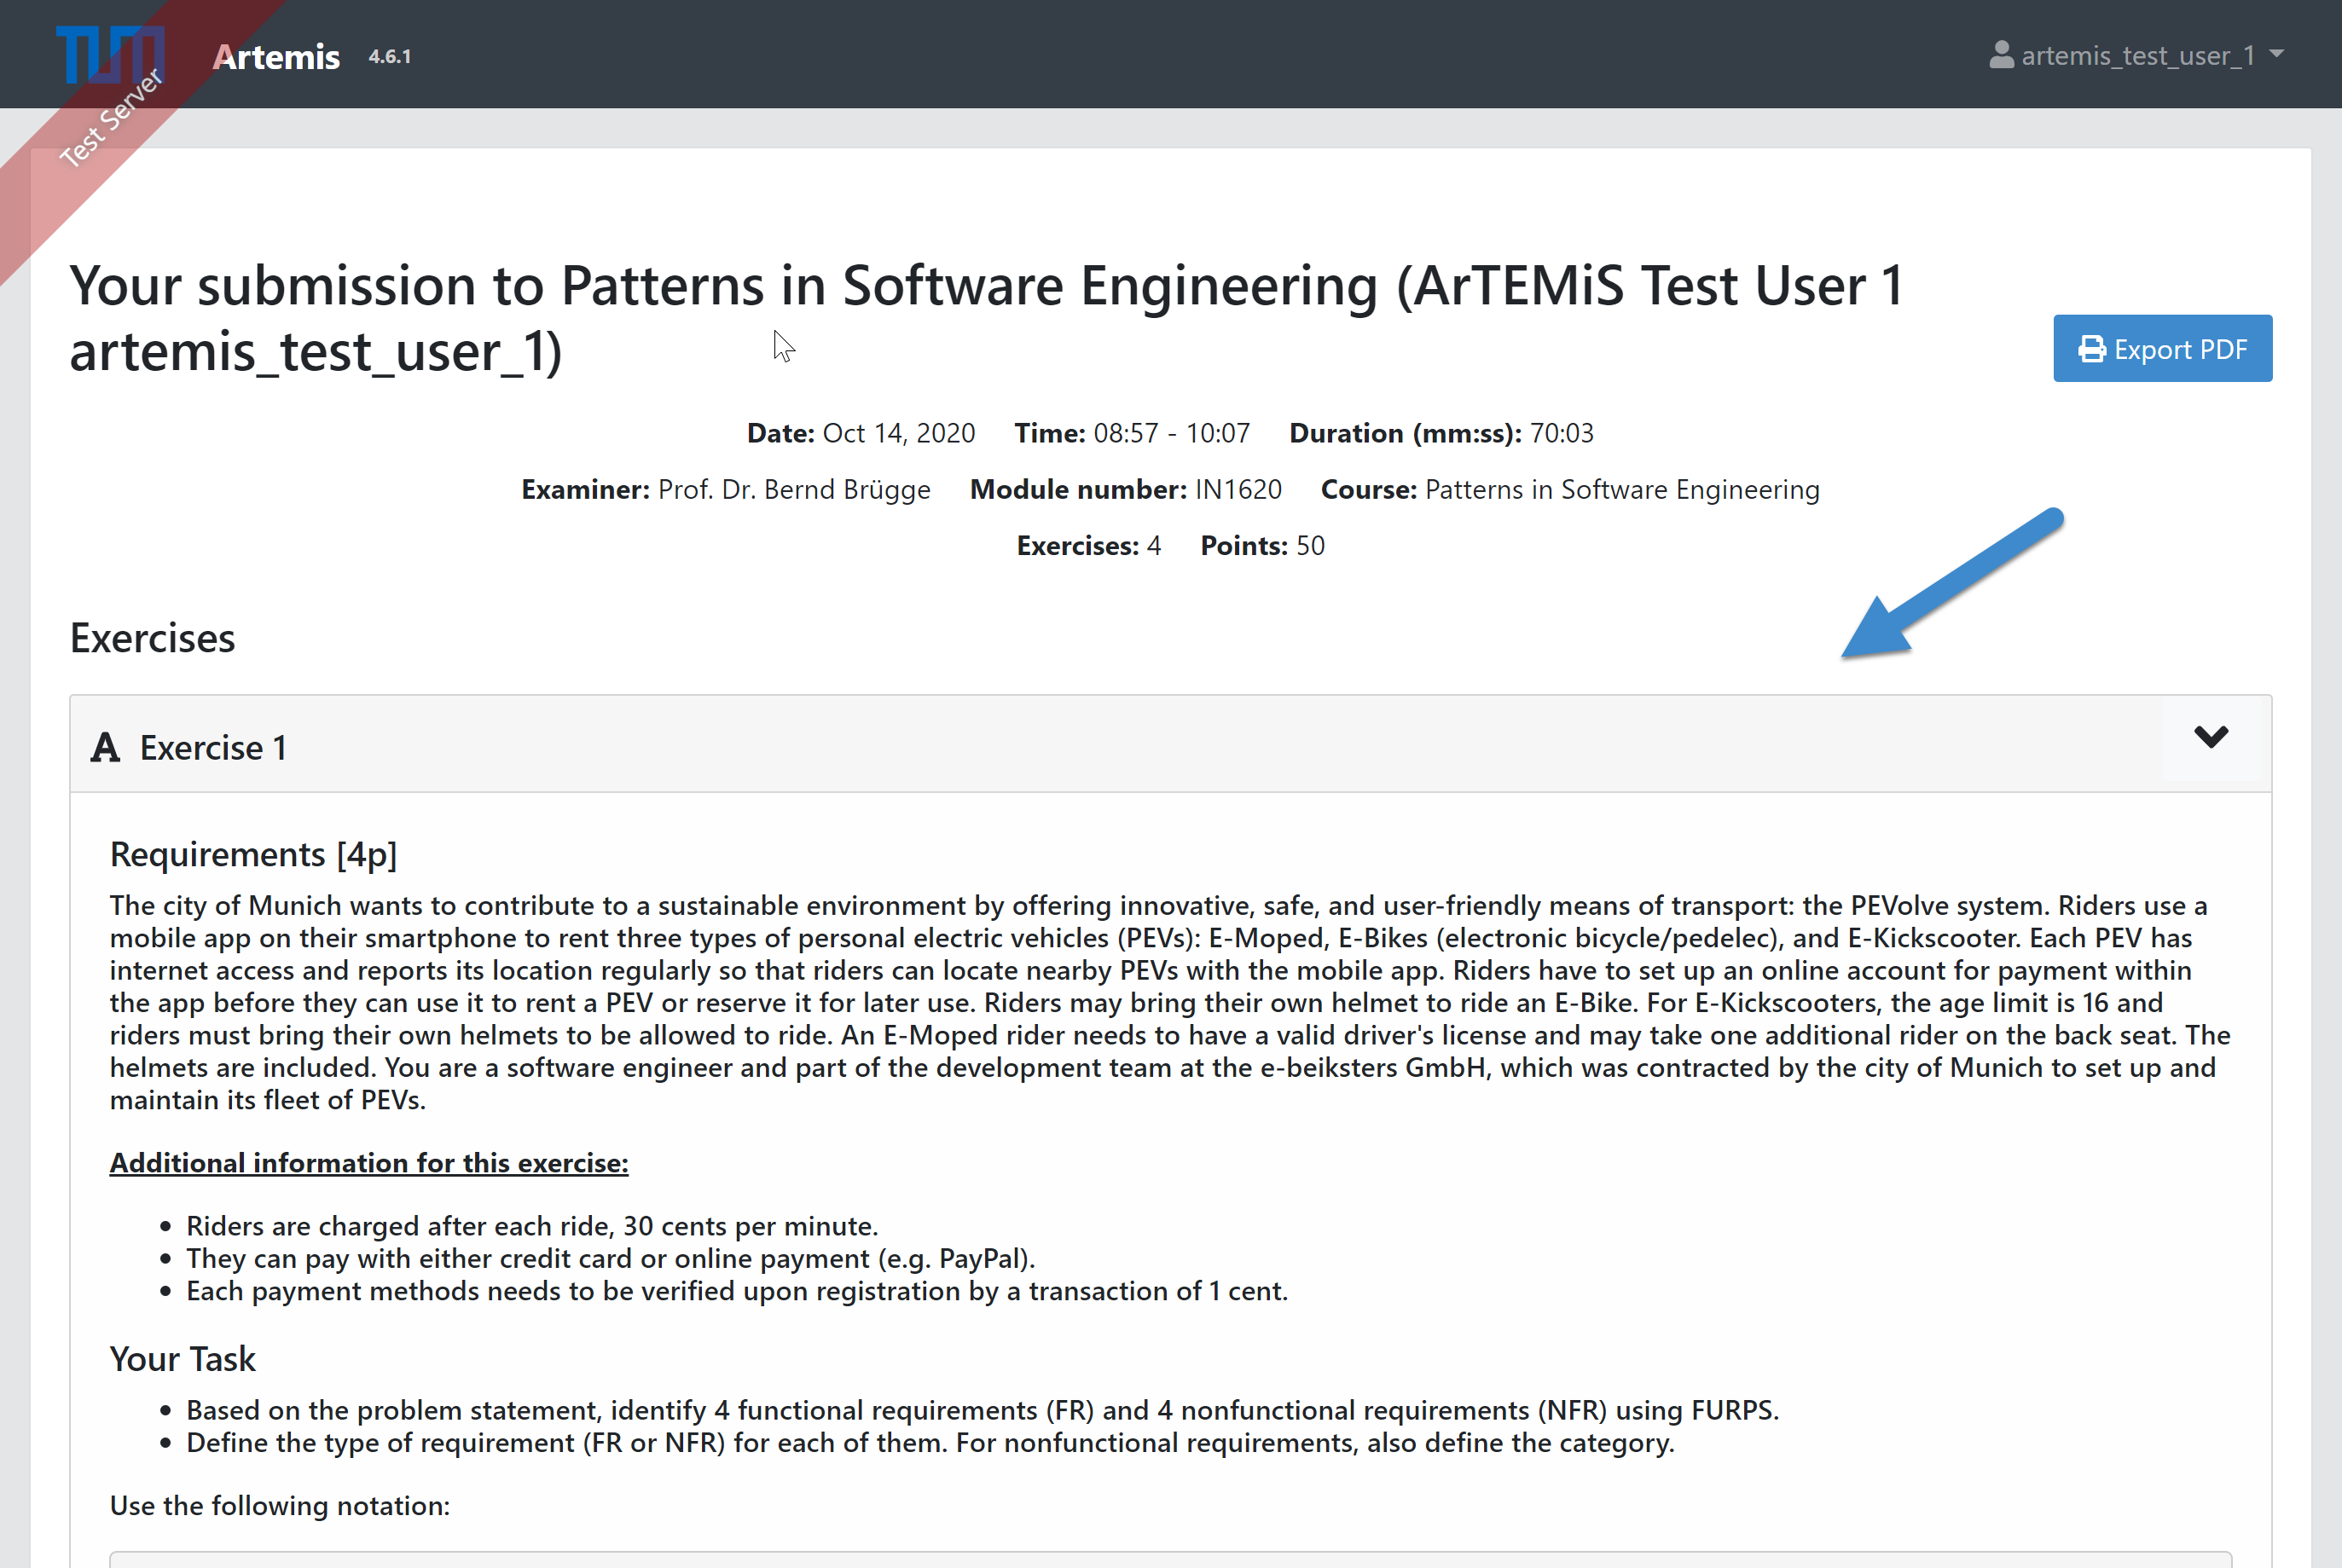 TUM
Artemis 4.6.1
artemis_test_user_1
Test Server
Your submission to Patterns in Software Engineering (ArTEMiS Test User 1
artemis_test_user_1)
Export PDF
Date: Oct 14, 2020 Time: 08:57 - 10:07 Duration (mm:ss): 70:03
Examiner: Prof. Dr. Bernd Brügge Module number: IN1620 Course: Patterns in Software Engineering
Exercises: 4 Points: 50
Exercises
A Exercise 1
Requirements [4p]
The city of Munich wants to contribute to a sustainable environment by offering innovative, safe, and user-friendly means of transport: the PEVolve system. Riders use a
mobile app on their smartphone to rent three types of personal electric vehicles (PEVs): E-Moped, E-Bikes (electronic bicycle/pedelec), and E-Kickscooter. Each PEV has
internet access and reports its location regularly so that riders can locate nearby PEVs with the mobile app. Riders have to set up an online account for payment within
the app before they can use it to rent a PEV or reserve it for later use. Riders may bring their own helmet to ride an E-Bike. For E-Kickscooters, the age limit is 16 and
riders must bring their own helmets to be allowed to ride. An E-Moped rider needs to have a valid driver's license and may take one additional rider on the back seat. The
helmets are included. You are a software engineer and part of the development team at the e-beiksters GmbH, which was contracted by the city of Munich to set up and
maintain its fleet of PEVs.
Additional information for this exercise:
• Riders are charged after each ride, 30 cents per minute.
• They can pay with either credit card or online payment (e.g. PayPal).
• Each payment methods needs to be verified upon registration by a transaction of 1 cent.
Your Task
• Based on the problem statement, identify 4 functional requirements (FR) and 4 nonfunctional requirements (NFR) using FURPS.
• Define the type of requirement (FR or NFR) for each of them. For nonfunctional requirements, also define the category.
Use the following notation: